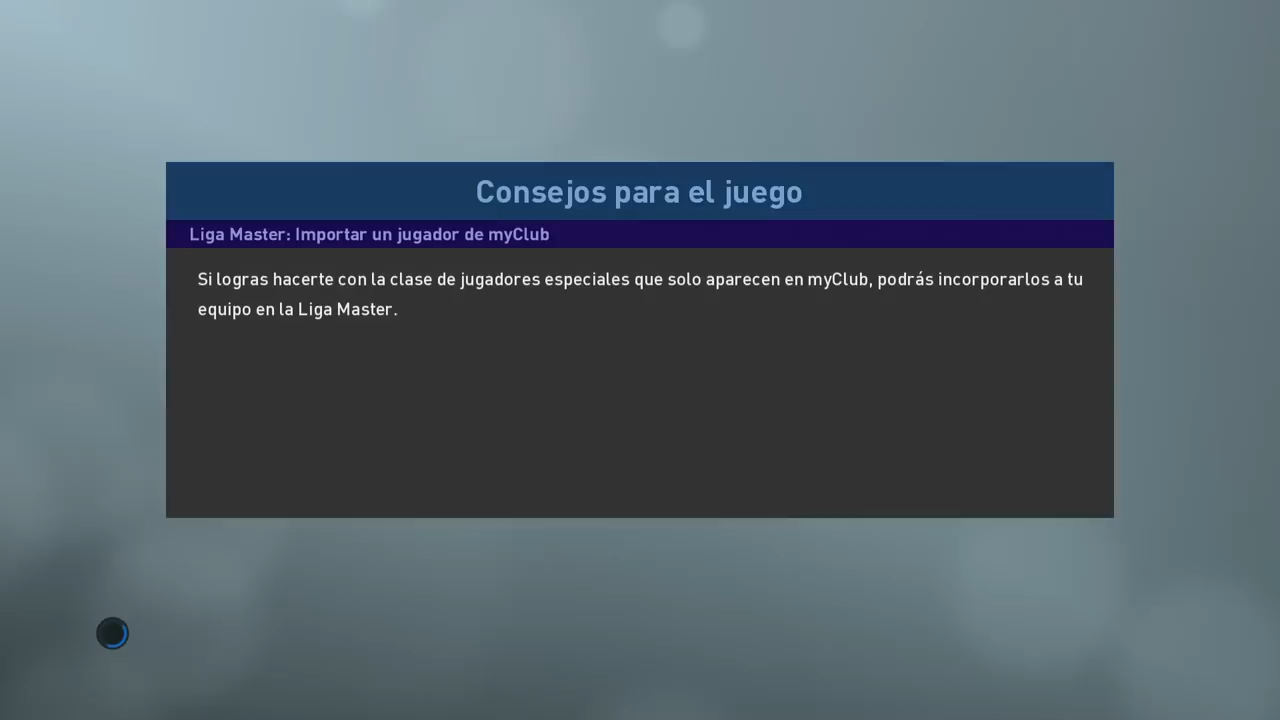 Consejos para el juego
Liga Master: Importar un jugador de myClub
Si logras hacerte con la clase de jugadores especiales que solo aparecen en myClub, podrás incorporarlos a tu
equipo en la Liga Master.